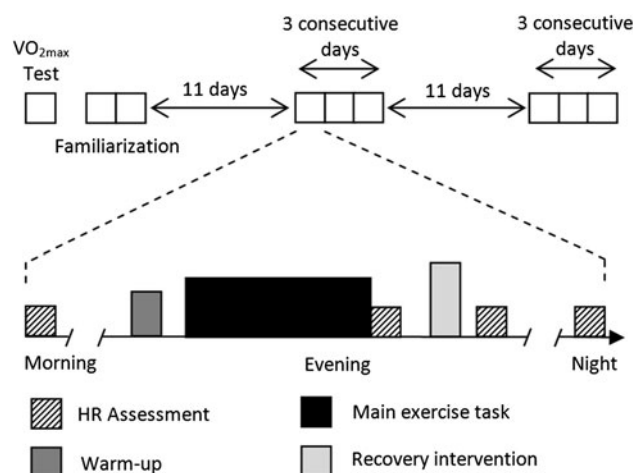 3 consecutive
days
3 consecutive
days
VO2max
Test
11 days
11 days
Familiarization
Morning
Evening
Night
HR Assessment
Main exercise task
Warm-up
Recovery intervention